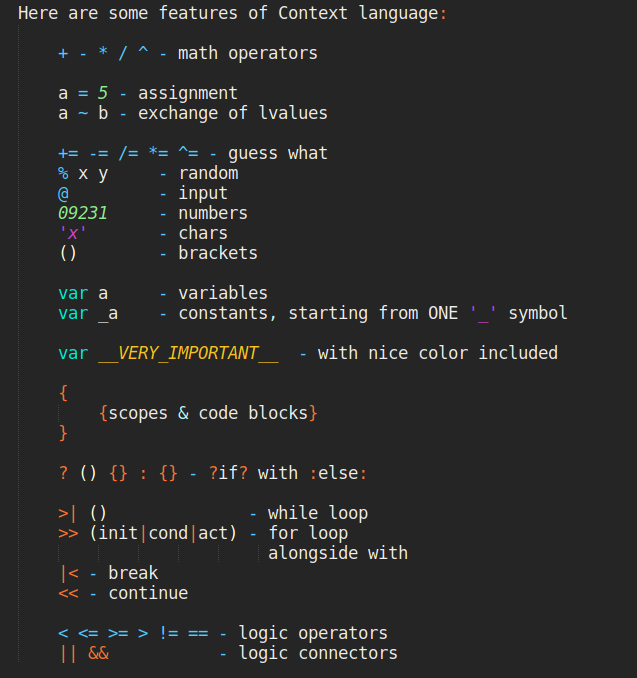 Here are some features of Context language:
+ - * / ^ - math operators
a = 5 - assignment
a ~ b - exchange of lvalues
+= -= /= *= ^= - guess what
% x y - random
@ - input
09231 - numbers
'x' - chars
() - brackets
var a - variables
var _a - constants, starting from ONE '_' symbol
var __VERY_IMPORTANT__ - with nice color included
{
{scopes & code blocks}
}
? () {} : {} - ?if? with :else:
>| () - while loop
>> (init|cond|act) - for loop
alongside with
|< - break
<< - continue
< <= >= > != == - logic operators
|| && - logic connectors